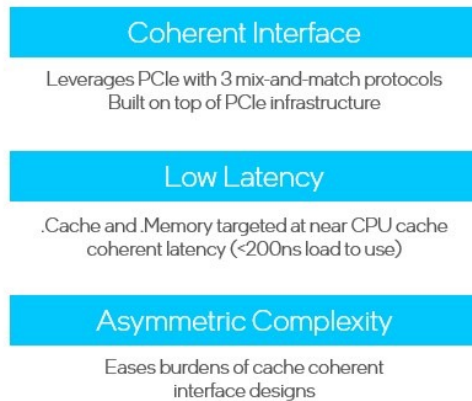 Coherent Interface
Leverages PCIe with 3 mix-and-match protocols
Built on top of PCIe infrastructure
Low Latency
.Cache and .Memory targeted at near CPU cache
coherent latency (<200ns load to use)
Asymmetric Complexity
Eases burdens of cache coherent
interface designs